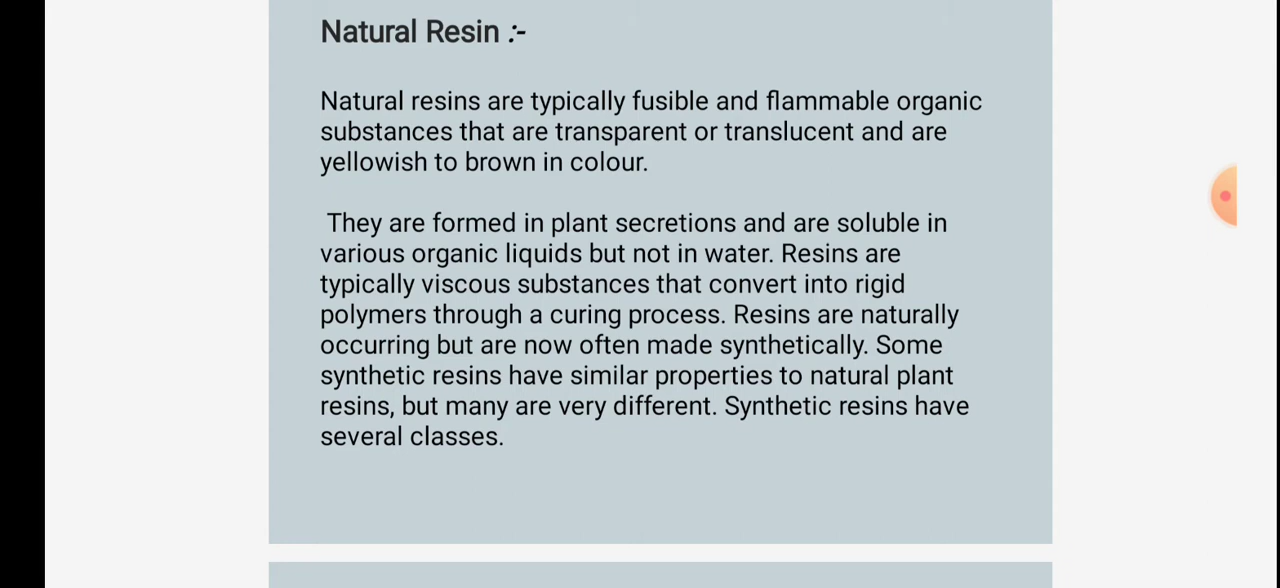 Natural Resin :-
Natural resins are typically fusible and flammable organic
substances that are transparent or translucent and are
yellowish to brown in colour.
They are formed in plant secretions and are soluble in
various organic liquids but not in water. Resins are
typically viscous substances that convert into rigid
polymers through a curing process. Resins are naturally
occurring but are now often made synthetically. Some
synthetic resins have similar properties to natural plant
resins, but many are very different. Synthetic resins have
several classes.